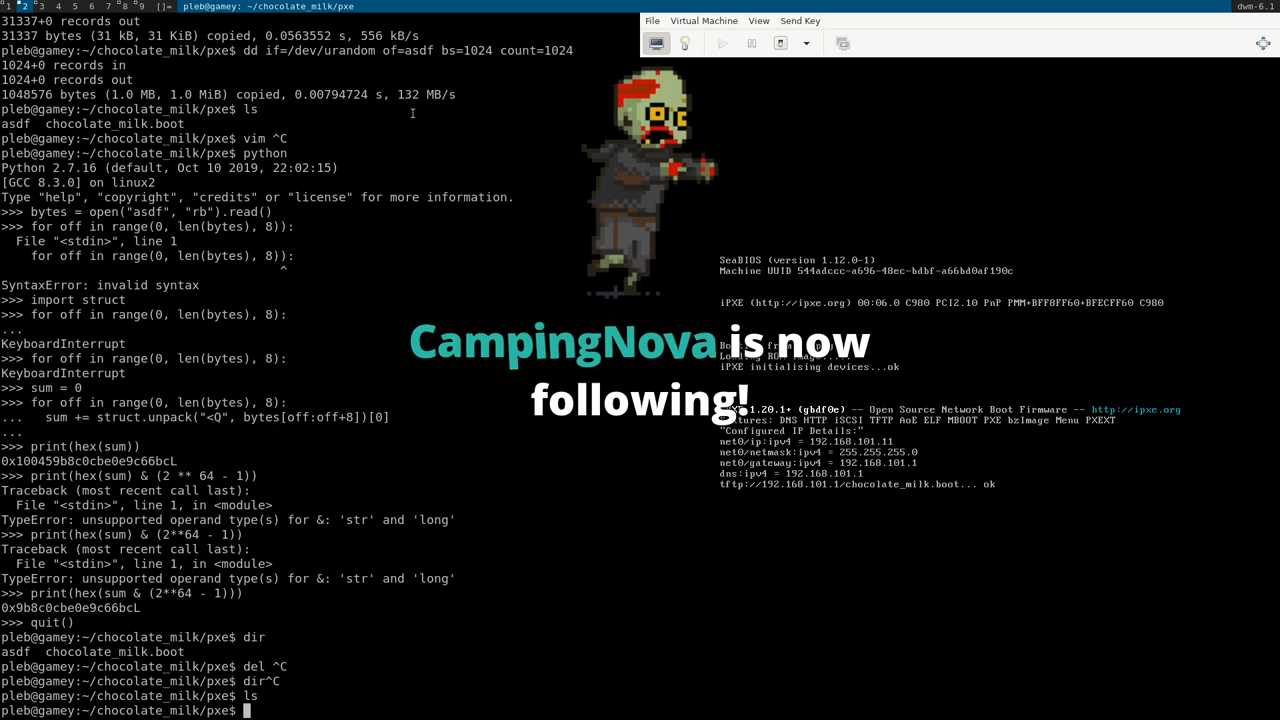 1 2 3 4 5 6 7 8 9 []= pleb@gamey:~/chocolate_milk/pxe dwm-6.1
31337+0 records out
31337 bytes (31 kB, 31 KiB) copied, 0.0563552 s, 556 kB/s
pleb@gamey:~/chocolate_milk/pxe$ dd if=/dev/urandom of=asdf bs=1024 count=1024
1024+0 records in
1024+0 records out
1048576 bytes (1.0 MB, 1.0 MiB) copied, 0.00794724 s, 132 MB/s
pleb@gamey:~/chocolate_milk/pxe$ ls
asdf  chocolate_milk.boot
pleb@gamey:~/chocolate_milk/pxe$ vim ^C
pleb@gamey:~/chocolate_milk/pxe$ python
Python 2.7.16 (default, Oct 10 2019, 22:02:15)
[GCC 8.3.0] on linux2
Type "help", "copyright", "credits" or "license" for more information.
>>> bytes = open("asdf", "rb").read()
>>> for off in range(0, len(bytes), 8)):
  File "<stdin>", line 1
    for off in range(0, len(bytes), 8)):
                                      ^
SyntaxError: invalid syntax
>>> import struct
>>> for off in range(0, len(bytes), 8):
...
KeyboardInterrupt
>>> for off in range(0, len(bytes), 8):
KeyboardInterrupt
>>> sum = 0
>>> for off in range(0, len(bytes), 8):
...   sum += struct.unpack("<Q", bytes[off:off+8])[0]
...
>>> print(hex(sum))
0x100459b8c0cbe0e9c66bcL
>>> print(hex(sum) & (2 ** 64 - 1))
Traceback (most recent call last):
  File "<stdin>", line 1, in <module>
TypeError: unsupported operand type(s) for &: 'str' and 'long'
>>> print(hex(sum) & (2**64 - 1))
Traceback (most recent call last):
  File "<stdin>", line 1, in <module>
TypeError: unsupported operand type(s) for &: 'str' and 'long'
>>> print(hex(sum & (2**64 - 1)))
0x9b8c0cbe0e9c66bcL
>>> quit()
pleb@gamey:~/chocolate_milk/pxe$ dir
asdf  chocolate_milk.boot
pleb@gamey:~/chocolate_milk/pxe$ del ^C
pleb@gamey:~/chocolate_milk/pxe$ dir^C
pleb@gamey:~/chocolate_milk/pxe$ ls
pleb@gamey:~/chocolate_milk/pxe$
File Virtual Machine View Send Key
SeaBIOS (version 1.12.0-1)
Machine UUID 544adccc-a696-48ec-bdbf-a66bd0af190c
iPXE (http://ipxe.org) 00:06.0 C980 PCI2.10 PnP PMM+BFF8FF60+BFECFF60 C980
CampingNova is now
following!
iPXE initialising devices...ok
1.20.1+ (gbdf0e) -- Open Source Network Boot Firmware -- http://ipxe.org
DNS HTTP iSCSI TFTP AoE ELF MBOOT PXE bzImage Menu PXEXT
"Configured IP Details:"
net0/ip:ipv4 = 192.168.101.11
net0/netmask:ipv4 = 255.255.255.0
net0/gateway:ipv4 = 192.168.101.1
dns:ipv4 = 192.168.101.1
tftp://192.168.101.1/chocolate_milk.boot... ok